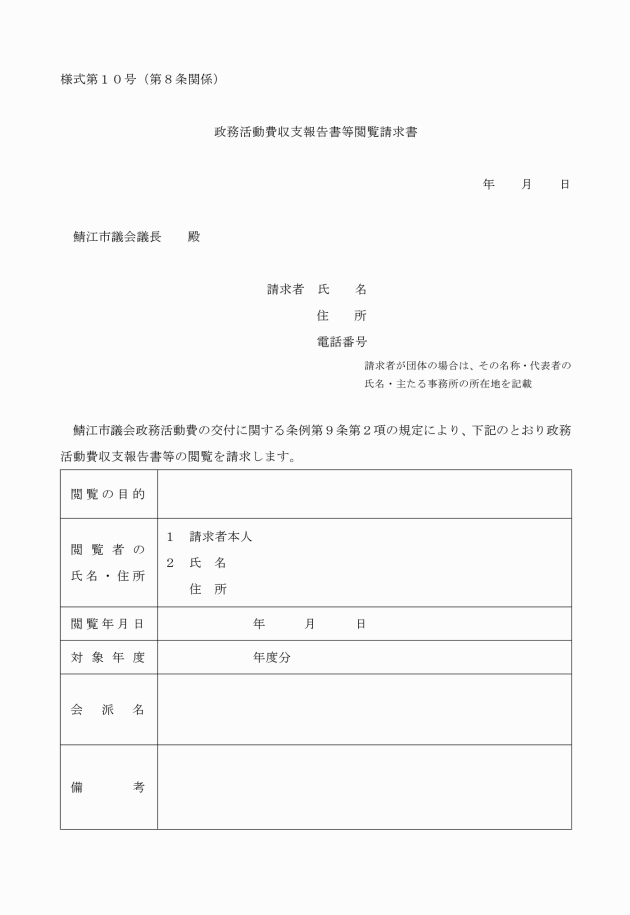 様式第１０号（第８条関係）
政務活動費収支報告書等閲覧請求書
年　　月　　日
鯖江市議会議長　　殿
請求者　氏　　名
住　　所
電話番号
請求者が団体の場合は、その名称・代表者の
氏名・主たる事務所の所在地を記載
鯖江市議会政務活動費の交付に関する条例第９条第２項の規定により、下記のとおり政務
活動費収支報告書等の閲覧を請求します。
閲覧の目的
閲覧者の
氏名・住所
１　請求者本人
２　氏　名
住　所
閲覧年月日
年　　　月　　　日
対象年度
年度分
会派名
備考